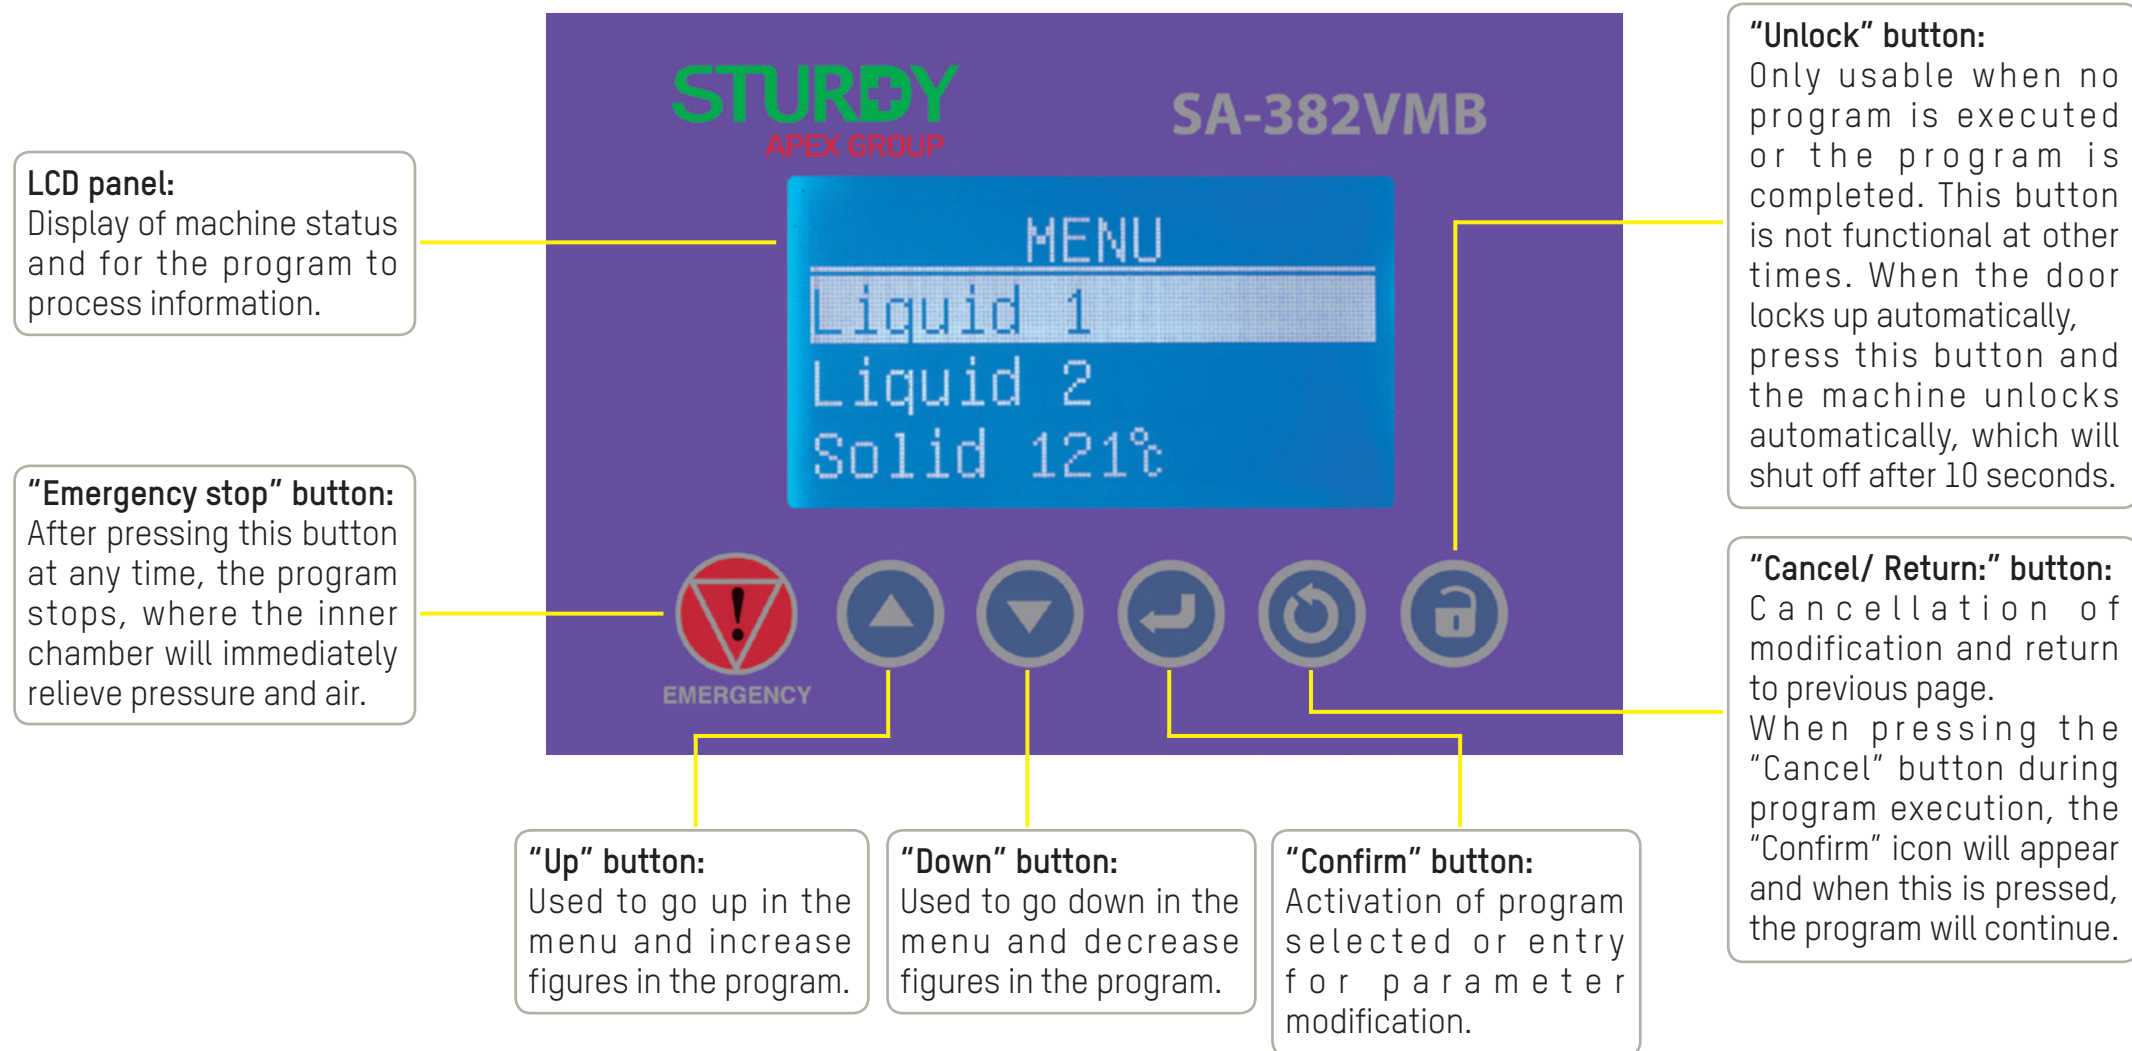 STURDY
APEX GROUP
SA-382VMB
MENU
Liquid 1
Liquid 2
Solid 121℃
EMERGENCY
LCD panel:
Display of machine status
and for the program to
process information.
“Emergency stop” button:
After pressing this button
at any time, the program
stops, where the inner
chamber will immediately
relieve pressure and air.
“Up” button:
Used to go up in the
menu and increase
figures in the program.
“Down” button:
Used to go down in the
menu and decrease
figures in the program.
“Confirm” button:
Activation of program
selected or entry
for parameter
modification.
“Unlock” button:
Only usable when no
program is executed
or the program is
completed. This button
is not functional at other
times. When the door
locks up automatically,
press this button and
the machine unlocks
automatically, which will
shut off after 10 seconds.
“Cancel/ Return:” button:
Cancellation of
modification and return
to previous page.
When pressing the
“Cancel” button during
program execution, the
“Confirm” icon will appear
and when this is pressed,
the program will continue.